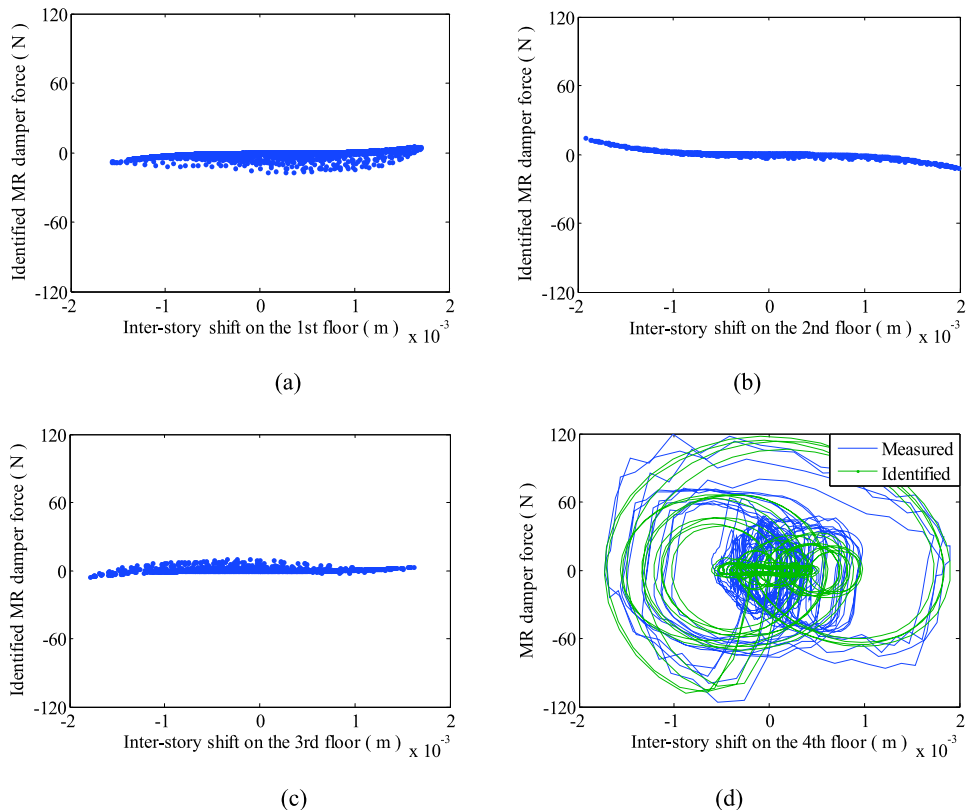 120
60
0
-60
-120
Identified MR damper force ( N )
-2
-1
0
1
2
Inter-story shift on the 1st floor ( m )
x 10⁻³
(a)
120
60
0
-60
-120
Identified MR damper force ( N )
-2
-1
0
1
2
Inter-story shift on the 2nd floor ( m )
x 10⁻³
(b)
120
60
0
-60
-120
Identified MR damper force ( N )
-2
-1
0
1
2
Inter-story shift on the 3rd floor ( m )
x 10⁻³
(c)
120
60
0
-60
-120
MR damper force ( N )
Measured
Identified
-2
-1
0
1
2
Inter-story shift on the 4th floor ( m )
x 10⁻³
(d)